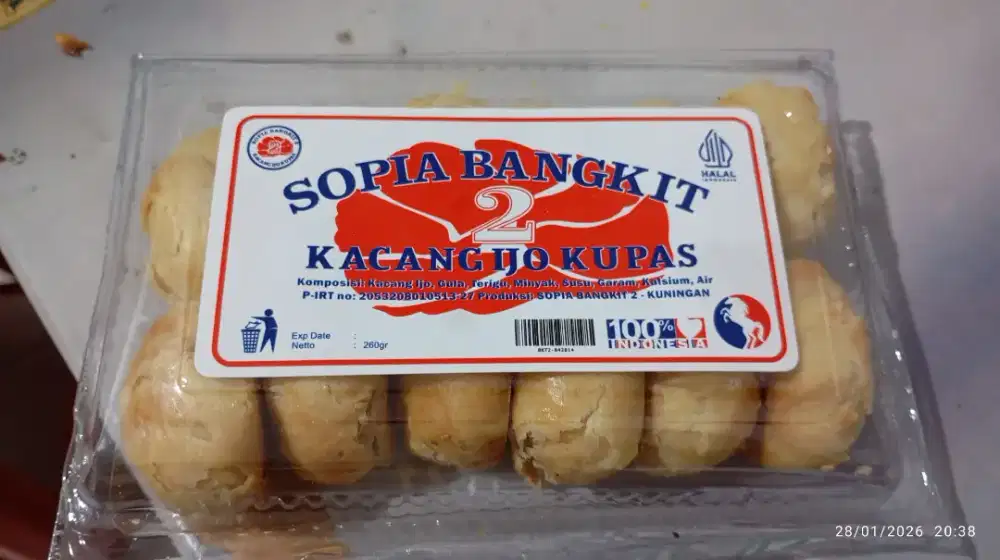 SOPIA BANGKIT
2
KACANG IJO KUPAS
Komposisi: Kacang Ijo, Gula, Terigu, Minyak, Susu, Garam, Kalsium, Air
P-IRT no: 2053208010513-27 Produksi: SOPIA BANGKIT 2 - KUNINGAN
HALAL
INDONESIA
Exp Date :
Netto : 260gr
100%
INDONESIA
28/01/2026 20:38